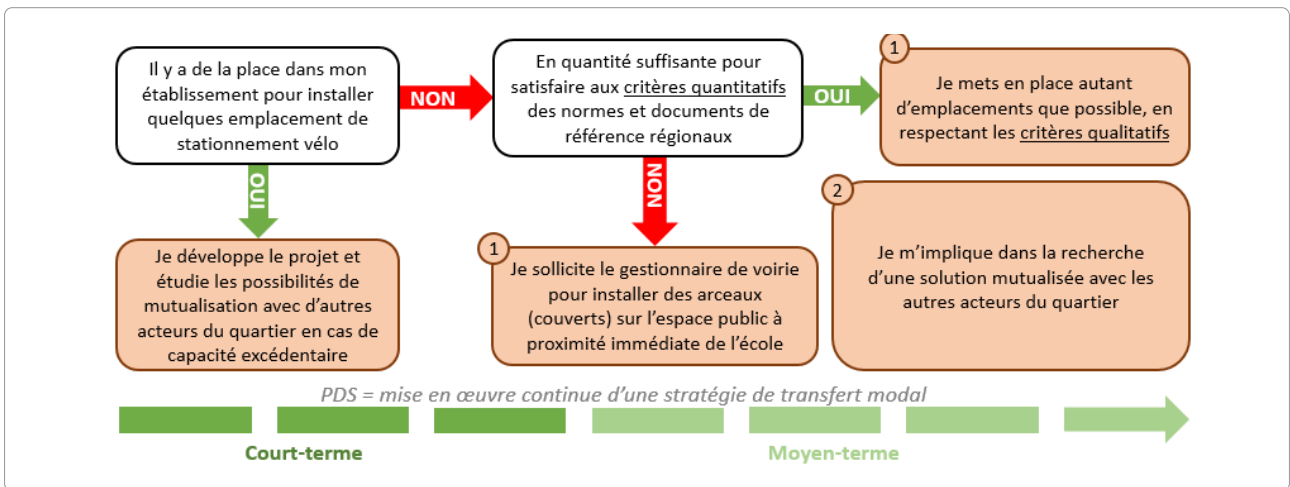 Il y a de la place dans mon
établissement pour installer
quelques emplacement de
stationnement vélo
NON
En quantité suffisante pour
satisfaire aux critères quantitatifs
des normes et documents de
référence régionaux
OUI
1
Je mets en place autant
d’emplacements que possible, en
respectant les critères qualitatifs
OUI
NON
Je développe le projet et
étudie les possibilités de
mutualisation avec d’autres
acteurs du quartier en cas de
capacité excédentaire
1
Je sollicite le gestionnaire de voirie
pour installer des arceaux
(couverts) sur l’espace public à
proximité immédiate de l’école
2
Je m’implique dans la recherche
d’une solution mutualisée avec les
autres acteurs du quartier
PDS = mise en œuvre continue d’une stratégie de transfert modal
Court-terme
Moyen-terme